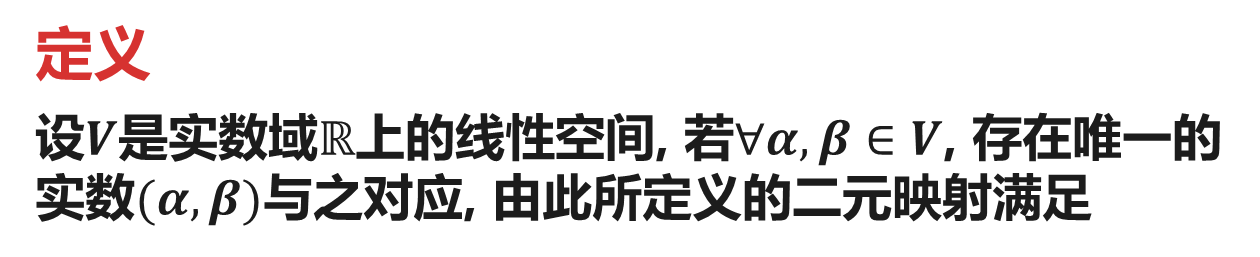 定义
设V是实数域ℝ上的线性空间, 若∀α, β ∈ V, 存在唯一的
实数(α, β)与之对应, 由此所定义的二元映射满足